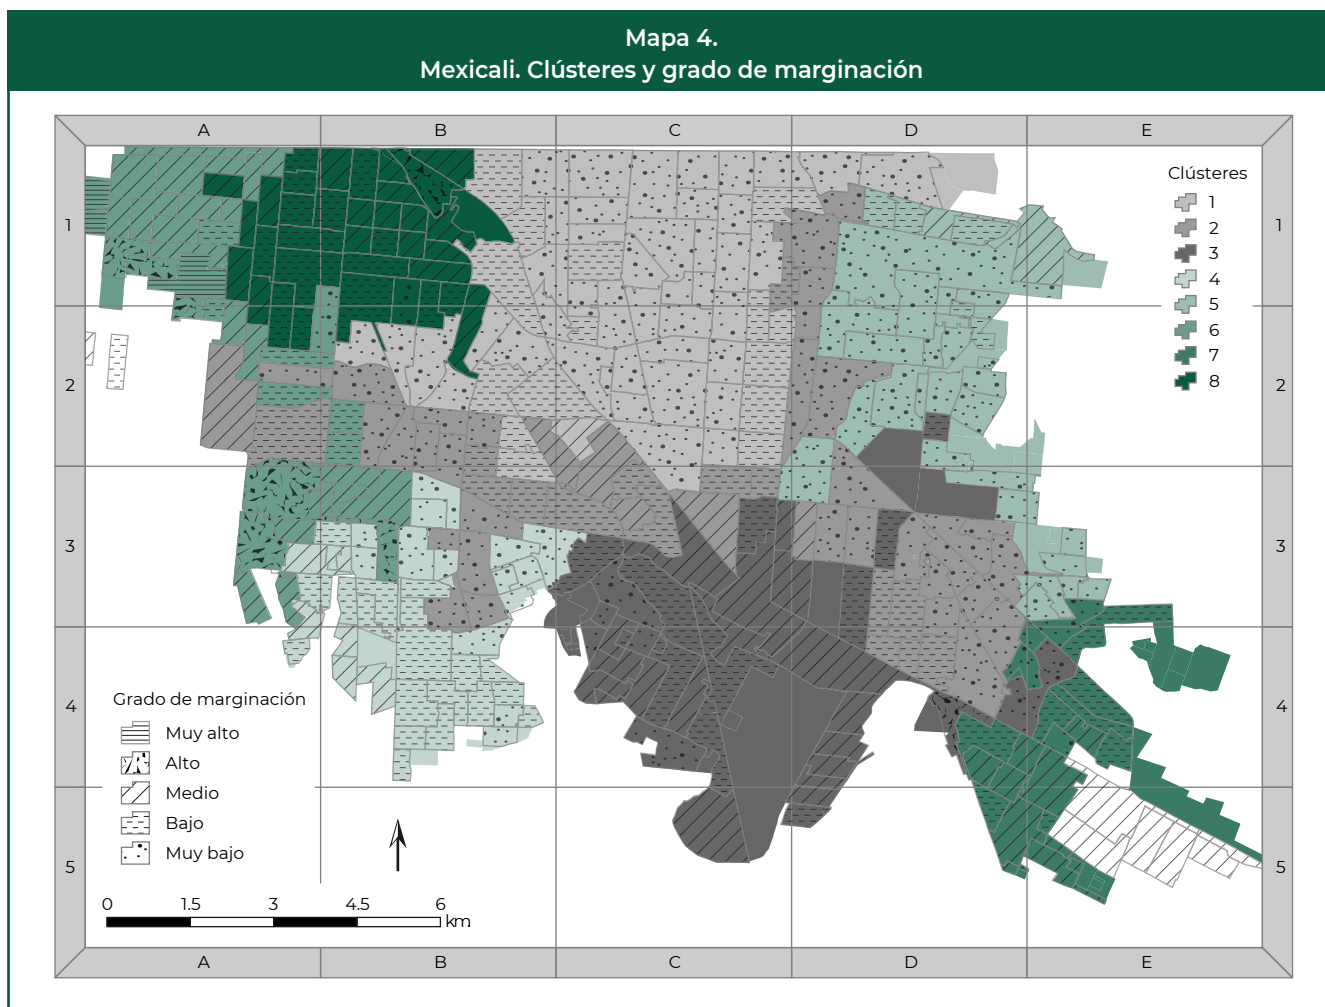 Mapa 4.
Mexicali. Clústeres y grado de marginación
A B C D E
Clústeres
1
2
3
4
5
6
7
8
1 1
2 2
3 3
4 4
5 5
Grado de marginación
Muy alto
Alto
Medio
Bajo
Muy bajo
0 1.5 3 4.5 6
km
A B C D E